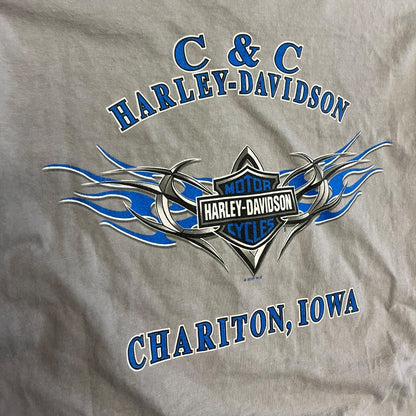 C & C
HARLEY-DAVIDSON
MOTOR
HARLEY-DAVIDSON
CYCLES
CHARITON, IOWA